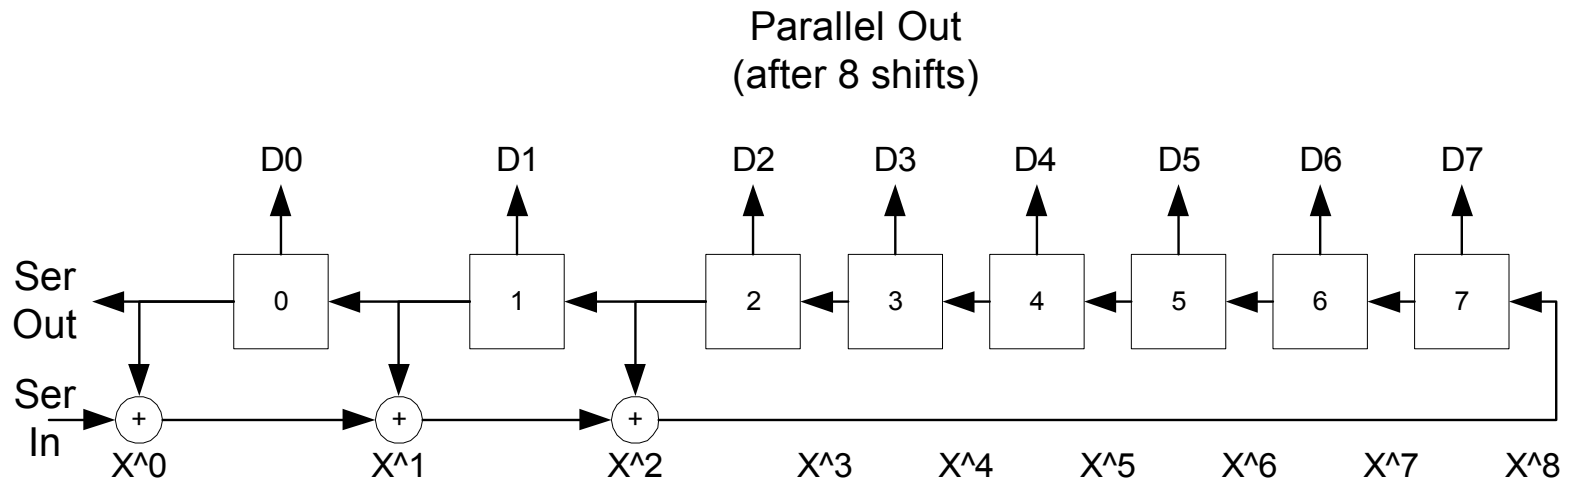 Parallel Out
(after 8 shifts)
D0 D1 D2 D3 D4 D5 D6 D7
Ser
Out
0 1 2 3 4 5 6 7
Ser
In
+ + +
X^0 X^1 X^2 X^3 X^4 X^5 X^6 X^7 X^8